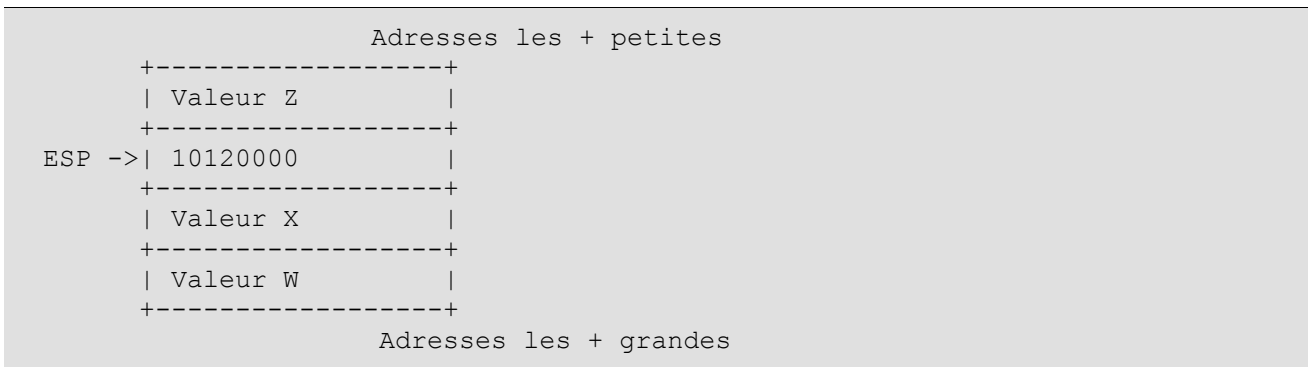 Adresses les + petites
+------------------+
| Valeur Z         |
+------------------+
ESP ->| 10120000         |
+------------------+
| Valeur X         |
+------------------+
| Valeur W         |
+------------------+
Adresses les + grandes